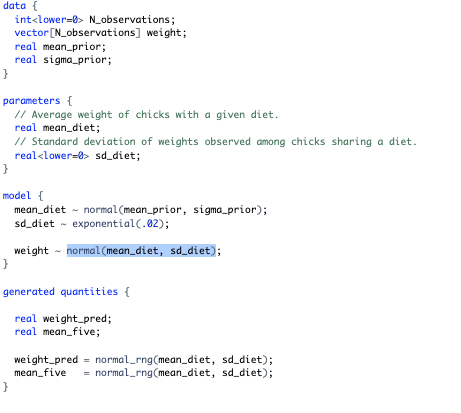 data {
  int<lower=0> N_observations;
  vector[N_observations] weight;
  real mean_prior;
  real sigma_prior;
}
parameters {
  // Average weight of chicks with a given diet.
  real mean_diet;
  // Standard deviation of weights observed among chicks sharing a diet.
  real<lower=0> sd_diet;
}
model {
  mean_diet ~ normal(mean_prior, sigma_prior);
  sd_diet ~ exponential(.02);
  weight ~ normal(mean_diet, sd_diet);
}
generated quantities {
  real weight_pred;
  real mean_five;
  weight_pred = normal_rng(mean_diet, sd_diet);
  mean_five   = normal_rng(mean_diet, sd_diet);
}